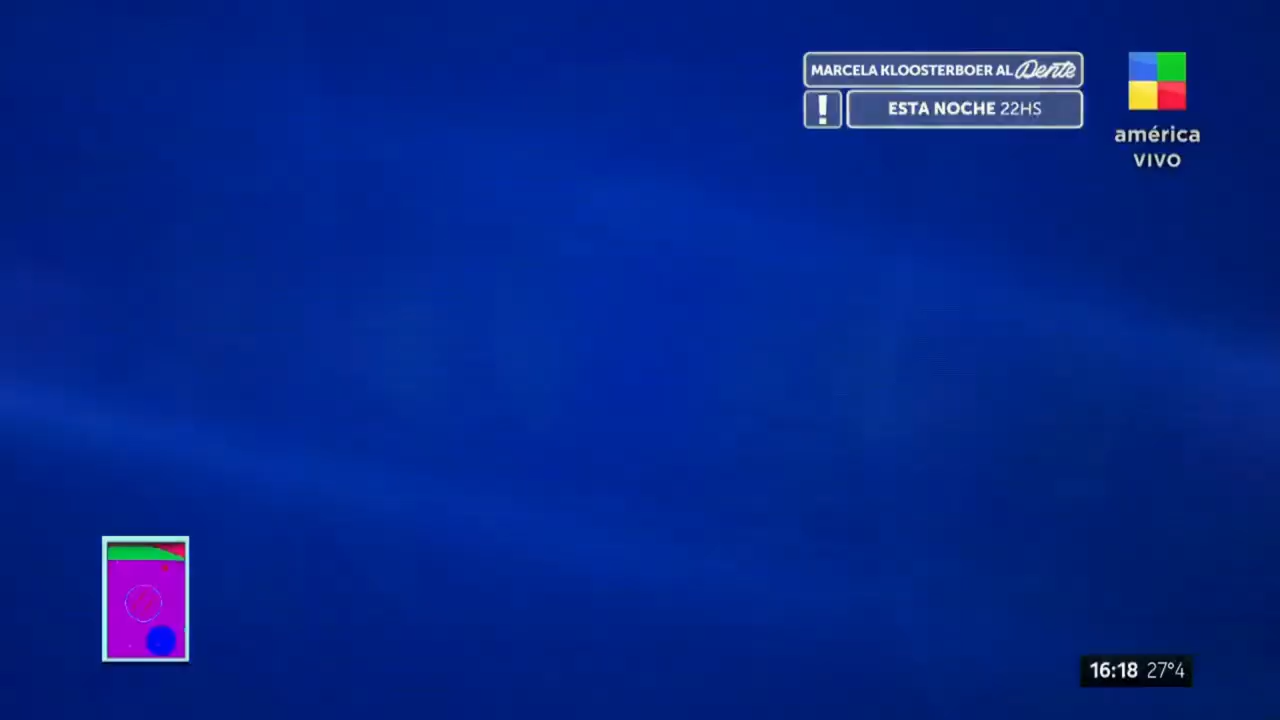 MARCELA KLOOSTERBOER AL Dente
! ESTA NOCHE 22HS
américa
VIVO
16:18 27°4